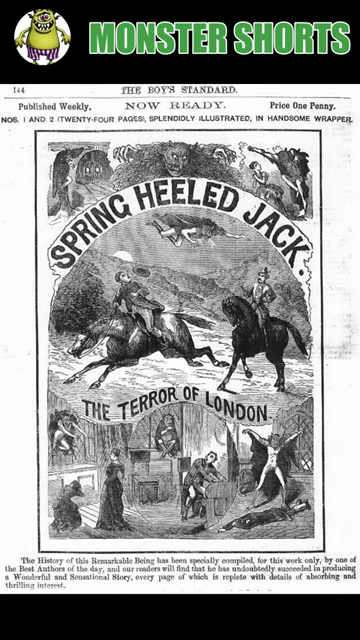 MONSTER SHORTS
144 THE BOY'S STANDARD.
Published Weekly. NOW READY. Price One Penny.
NOS. 1 AND 2 (TWENTY-FOUR PAGES), SPLENDIDLY ILLUSTRATED, IN HANDSOME WRAPPER.
SPRING HEELED JACK.
THE TERROR OF LONDON
The History of this Remarkable Being has been specially compiled, for this work only, by one
of the Best Authors of the day, and our readers will find that he has undoubtedly succeeded in producing
a Wonderful and Sensational Story, every page of which is replete with details of absorbing and
thrilling interest.